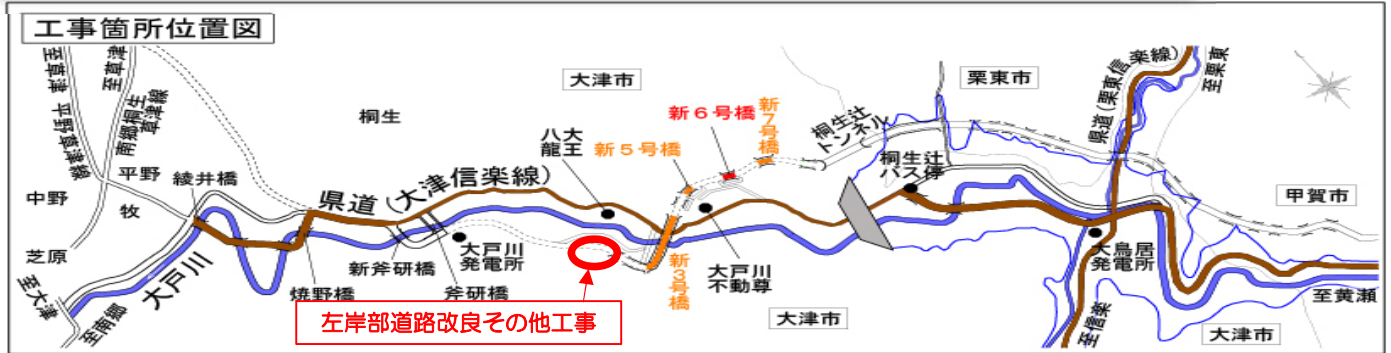 工事箇所位置図
至草津 平野草津線
至草津
南郷桐生草津線
大津市
栗東市
県道(栗東信楽線)
至栗東
桐生
新6号橋
新7号橋
桐生辻
トンネル
八大
龍王
新5号橋
桐生辻
バス停
中野
平野
綾井橋
県道(大津信楽線)
甲賀市
牧
芝原
大戸川
新斧研橋
大戸川
発電所
大戸川
不動尊
新3号橋
大鳥居
発電所
至大津
至南郷
焼野橋
斧研橋
至黄瀬
左岸部道路改良その他工事
大津市
至信楽
大津市